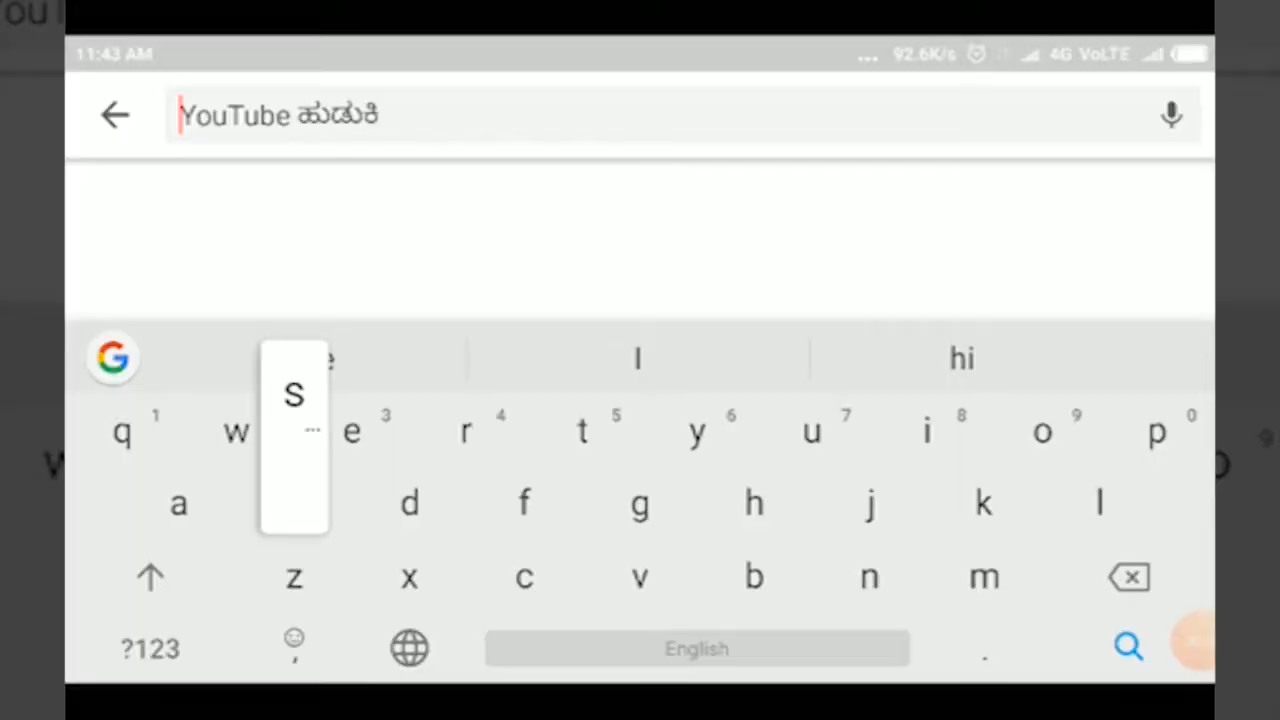 11:43 AM ... 92.6K/s 4G VoLTE
YouTube ಹುಡುಕಿ
I hi
S
q 1 w e 3 r 4 t 5 y 6 u 7 i 8 o 9 p 0
a d f g h j k l
z x c v b n m
?123 , English .